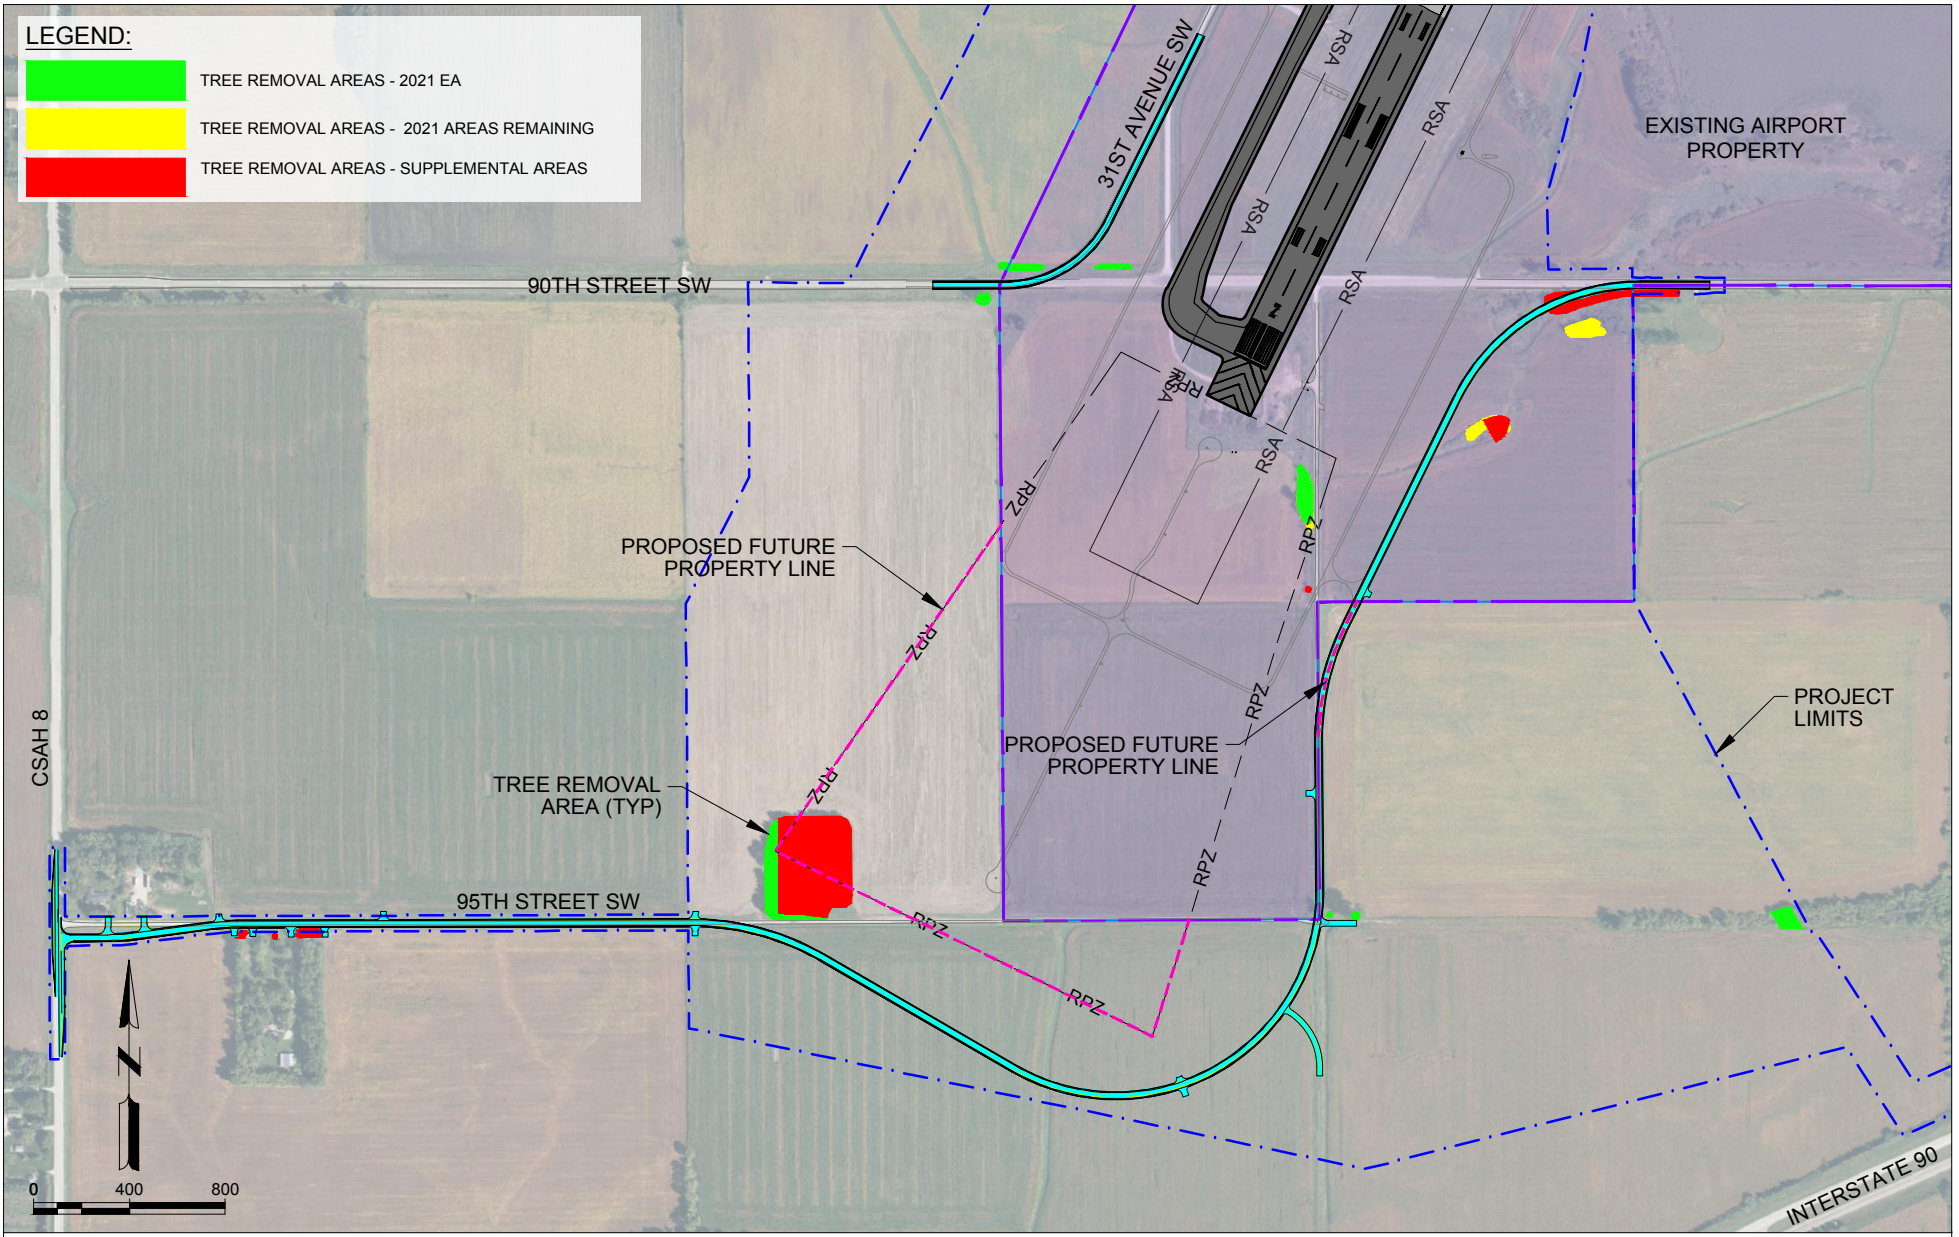 LEGEND:
TREE REMOVAL AREAS - 2021 EA
TREE REMOVAL AREAS - 2021 AREAS REMAINING
TREE REMOVAL AREAS - SUPPLEMENTAL AREAS
31ST AVENUE SW
RSA
RSA
EXISTING AIRPORT
PROPERTY
RSA
RSA
90TH STREET SW
2
RPZ
RSA
RSA
RPZ
RPZ
PROPOSED FUTURE
PROPERTY LINE
RPZ
RPZ
PROJECT
LIMITS
CSAH 8
PROPOSED FUTURE
PROPERTY LINE
TREE REMOVAL
AREA (TYP)
RPZ
RPZ
95TH STREET SW
RPZ
RPZ
N
0 400 800
INTERSTATE 90